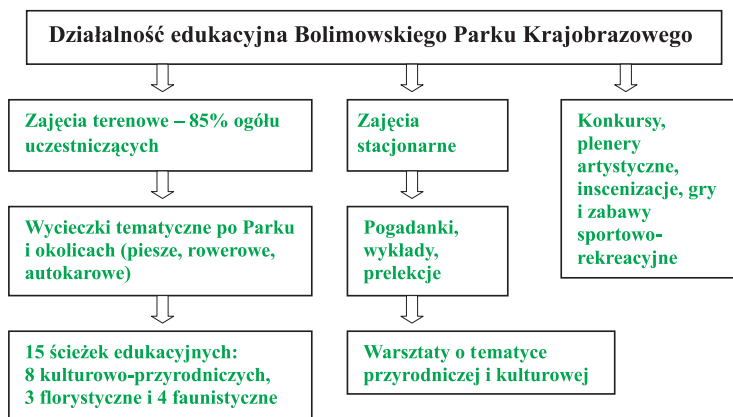 Działalność edukacyjna Bolimowskiego Parku Krajobrazowego
Zajęcia terenowe – 85% ogółu
uczestniczących
Wycieczki tematyczne po Parku
i okolicach (piesze, rowerowe,
autokarowe)
15 ścieżek edukacyjnych:
8 kulturowo-przyrodniczych,
3 florystyczne i 4 faunistyczne
Zajęcia
stacjonarne
Pogadanki,
wykłady,
prelekcje
Warsztaty o tematyce
przyrodniczej i kulturowej
Konkursy,
plenery
artystyczne,
inscenizacje, gry
i zabawy
sportowo-
rekreacyjne